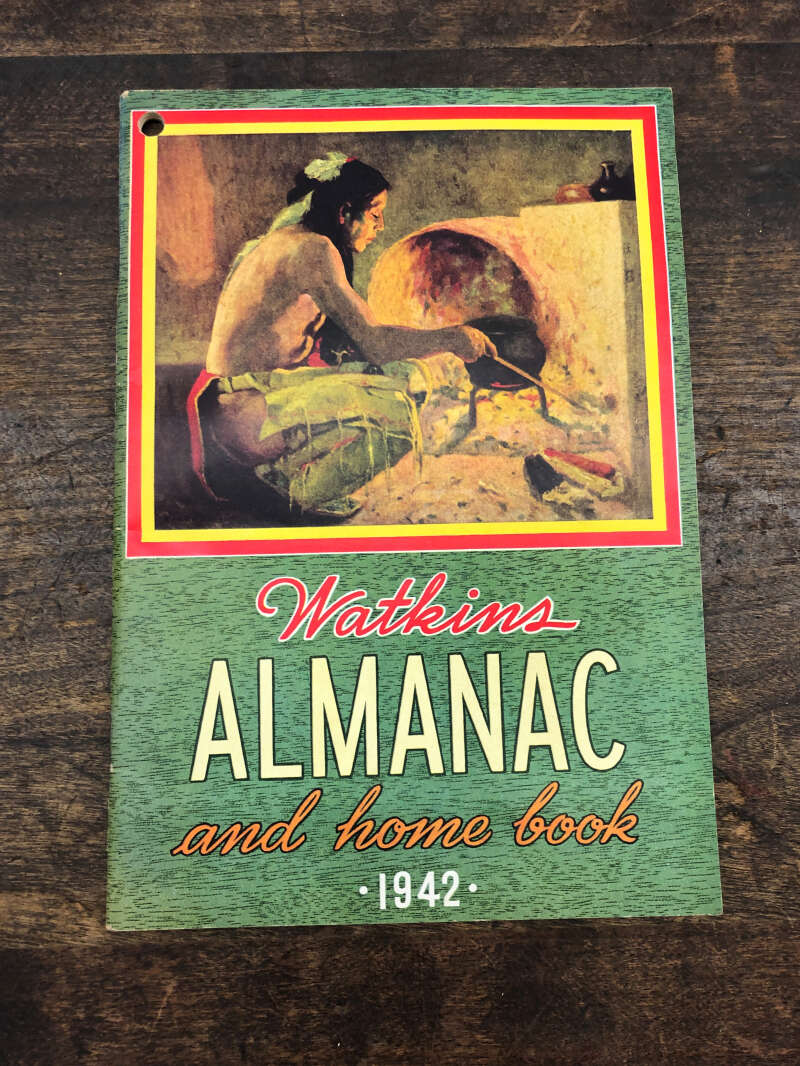 Watkins
ALMANAC
and home book
·1942·